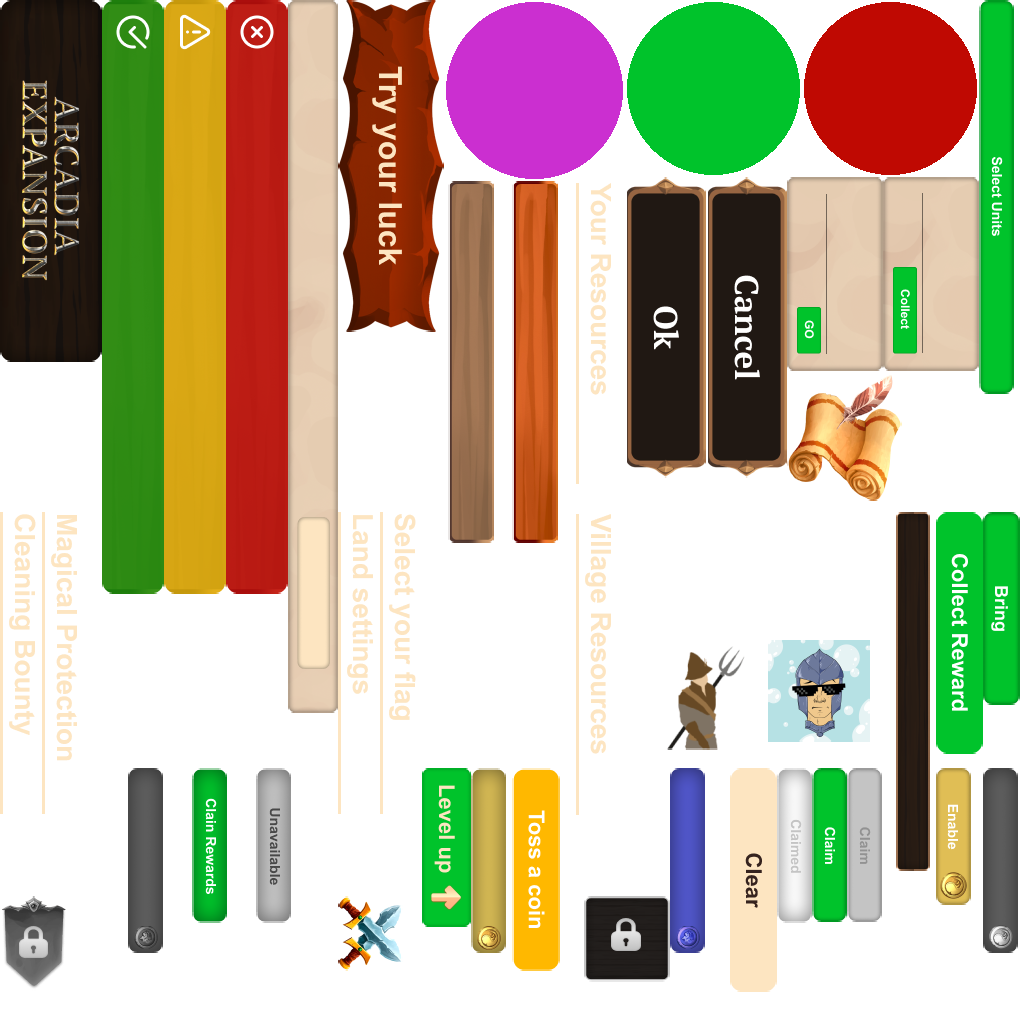 ARCADIA
EXPANSION
Try your luck
Select Units
Your Resources
Ok
Cancel
GO
Collect
Magical Protection
Cleaning Bounty
Select your flag
Land settings
Village Resources
Collect Reward
Bring
Clain Rewards
Unavailable
Level up
Toss a coin
Clear
Claimed
Claim
Claim
Enable